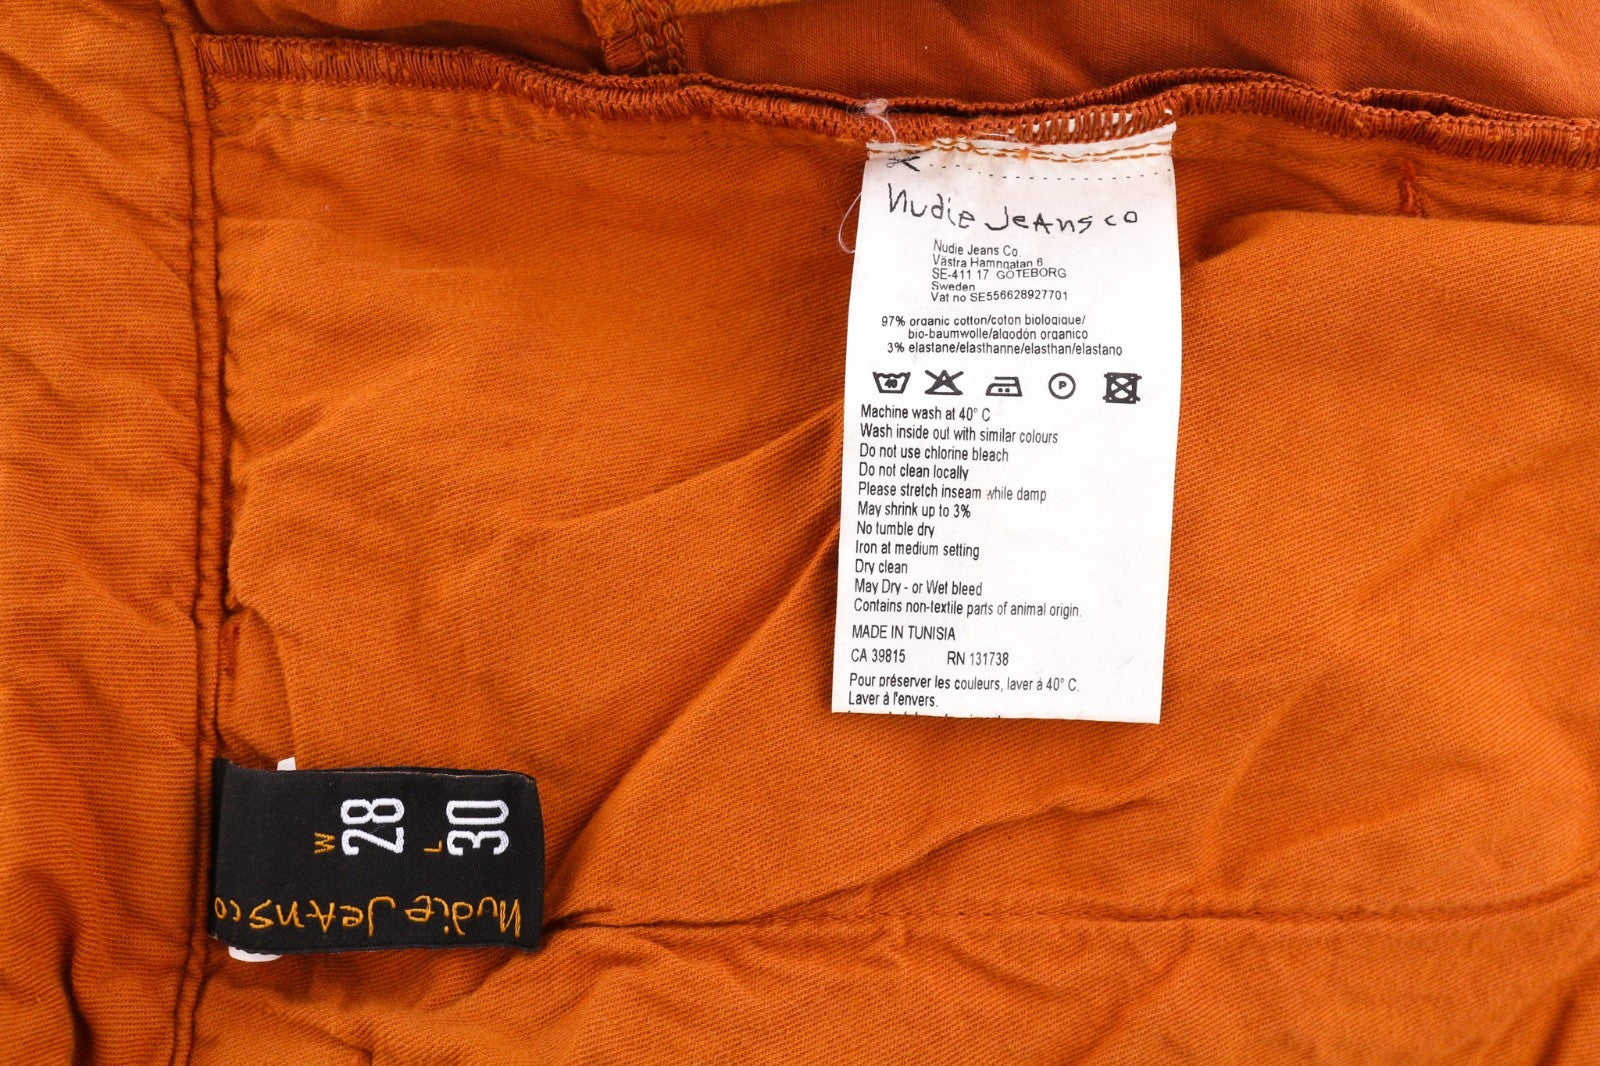 Nudie Jeans co
Nudie Jeans Co.
Västra Hamngatan 6
SE-411 17 GÖTEBORG
Sweden
Vat no SE556628927701
97% organic cotton/coton biologique/
bio-baumwolle/algodón organico
3% elastane/elasthanne/elasthan/elastano
40
P
Machine wash at 40° C
Wash inside out with similar colours
Do not use chlorine bleach
Do not clean locally
Please stretch inseam while damp
May shrink up to 3%
No tumble dry
Iron at medium setting
Dry clean
May Dry - or Wet bleed
Contains non-textile parts of animal origin.
MADE IN TUNISIA
CA 39815 RN 131738
Pour préserver les couleurs, laver à 40° C.
Laver à l'envers.
W 28
L 30
Nudie Jeans co